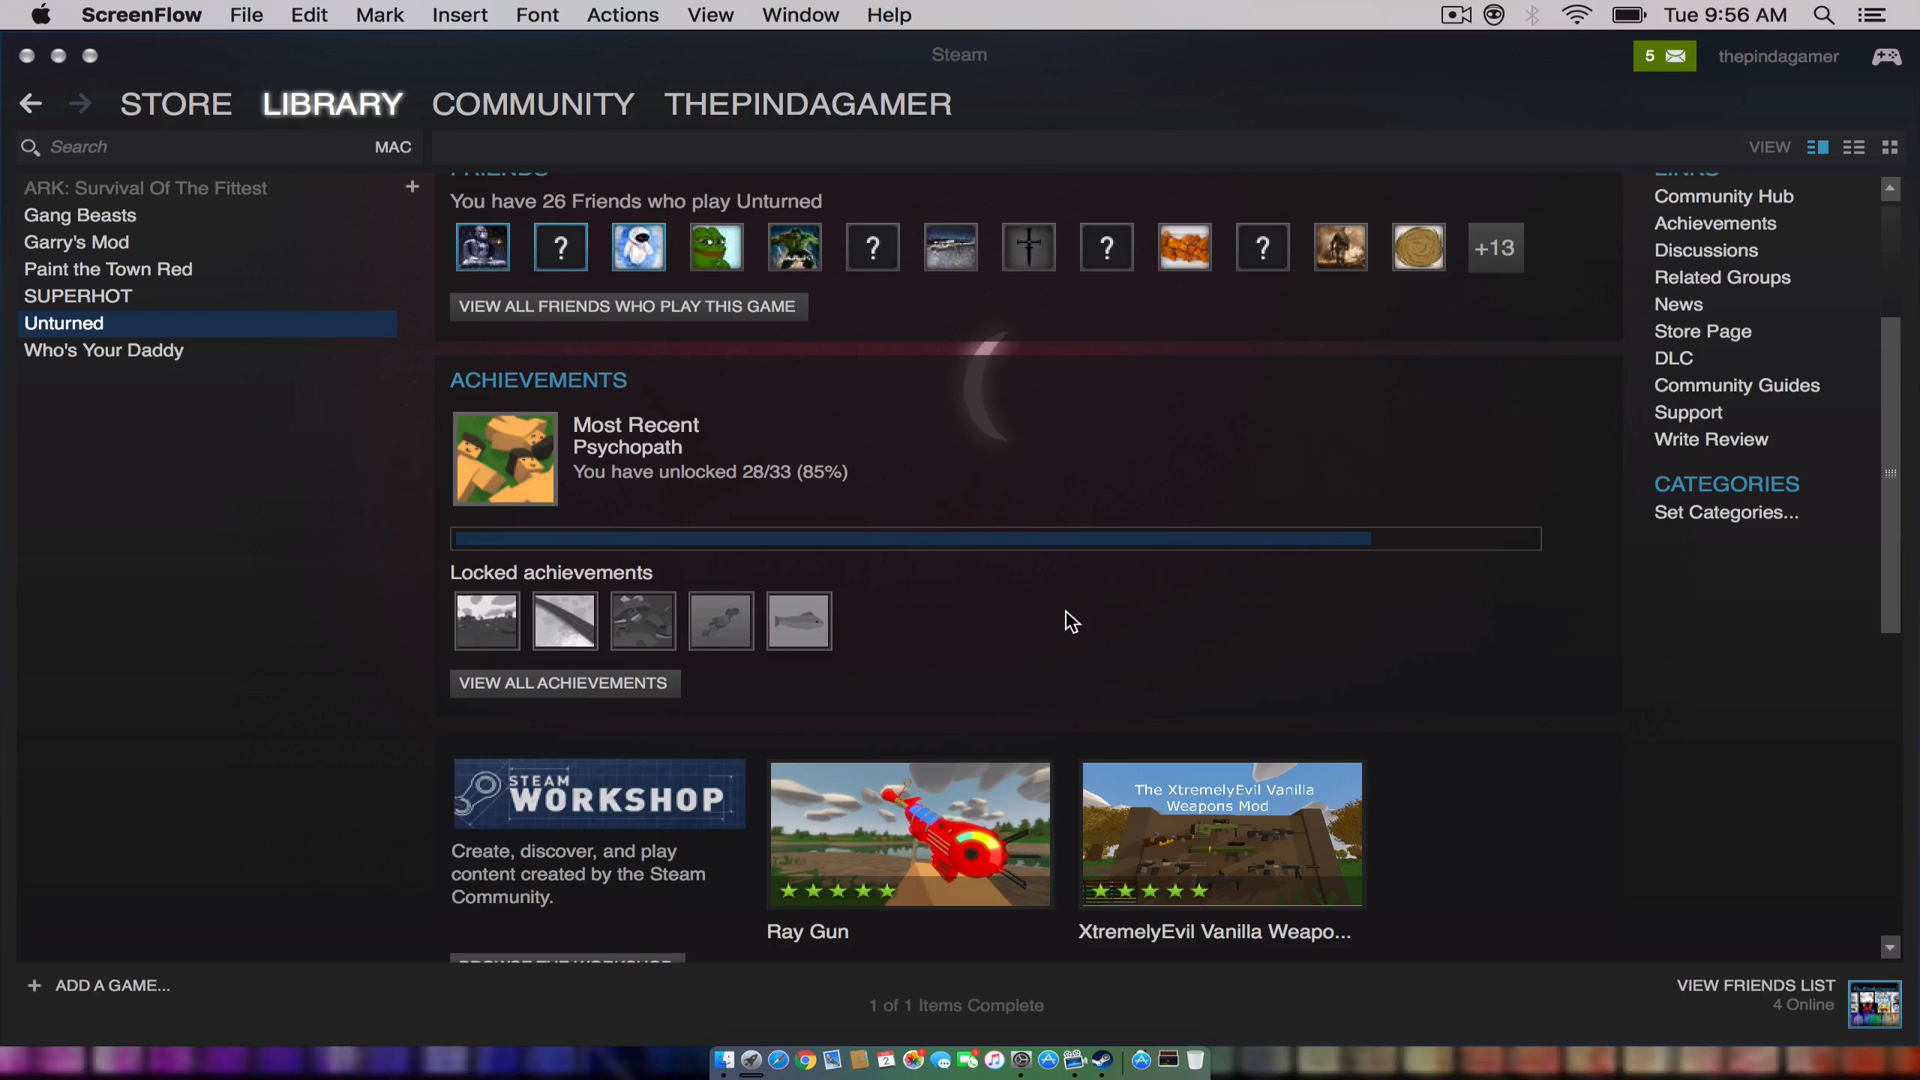 ScreenFlow File Edit Mark Insert Font Actions View Window Help Tue 9:56 AM
Steam
5 thepindagamer
STORE LIBRARY COMMUNITY THEPINDAGAMER
Search MAC VIEW
ARK: Survival Of The Fittest +
Gang Beasts
Garry's Mod
Paint the Town Red
SUPERHOT
Unturned
Who's Your Daddy
FRIENDS
You have 26 Friends who play Unturned
? ? ? ? +13
VIEW ALL FRIENDS WHO PLAY THIS GAME
ACHIEVEMENTS
Most Recent
Psychopath
You have unlocked 28/33 (85%)
Locked achievements
VIEW ALL ACHIEVEMENTS
STEAM
WORKSHOP
Create, discover, and play
content created by the Steam
Community.
BROWSE THE WORKSHOP
Ray Gun
The XtremelyEvil Vanilla
Weapons Mod
XtremelyEvil Vanilla Weapo...
LINKS
Community Hub
Achievements
Discussions
Related Groups
News
Store Page
DLC
Community Guides
Support
Write Review
CATEGORIES
Set Categories...
+ ADD A GAME...
1 of 1 Items Complete
VIEW FRIENDS LIST
4 Online
2